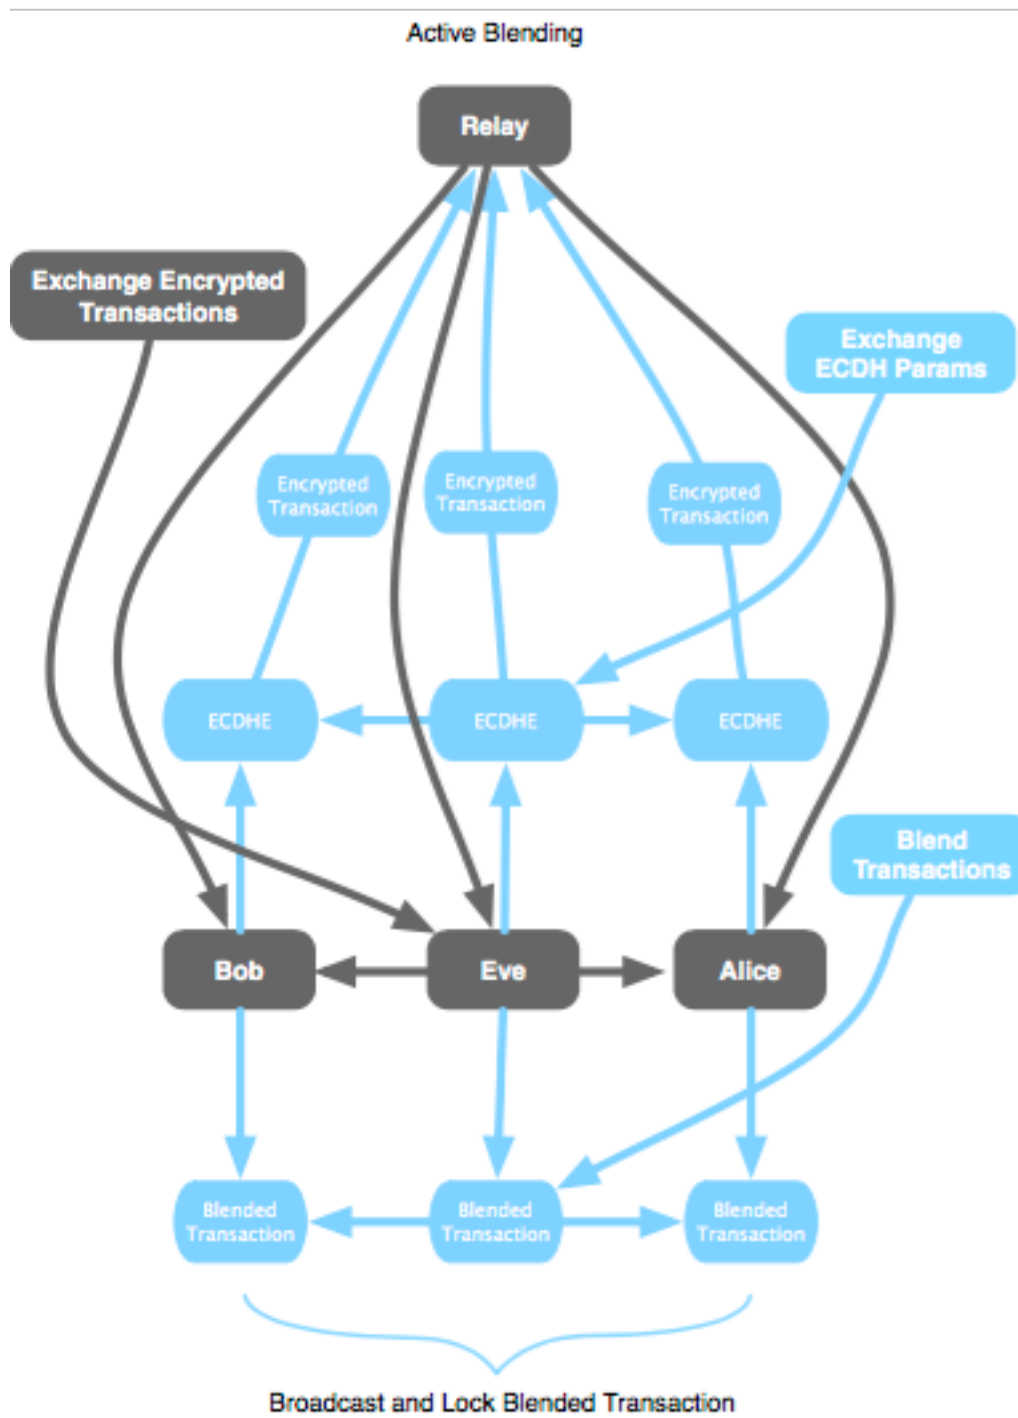 Active Blending
Relay
Exchange Encrypted
Transactions
Exchange
ECDH Params
Encrypted
Transaction
Encrypted
Transaction
Encrypted
Transaction
ECDHE
ECDHE
ECDHE
Blend
Transactions
Bob
Eve
Alice
Blended
Transaction
Blended
Transaction
Blended
Transaction
Broadcast and Lock Blended Transaction